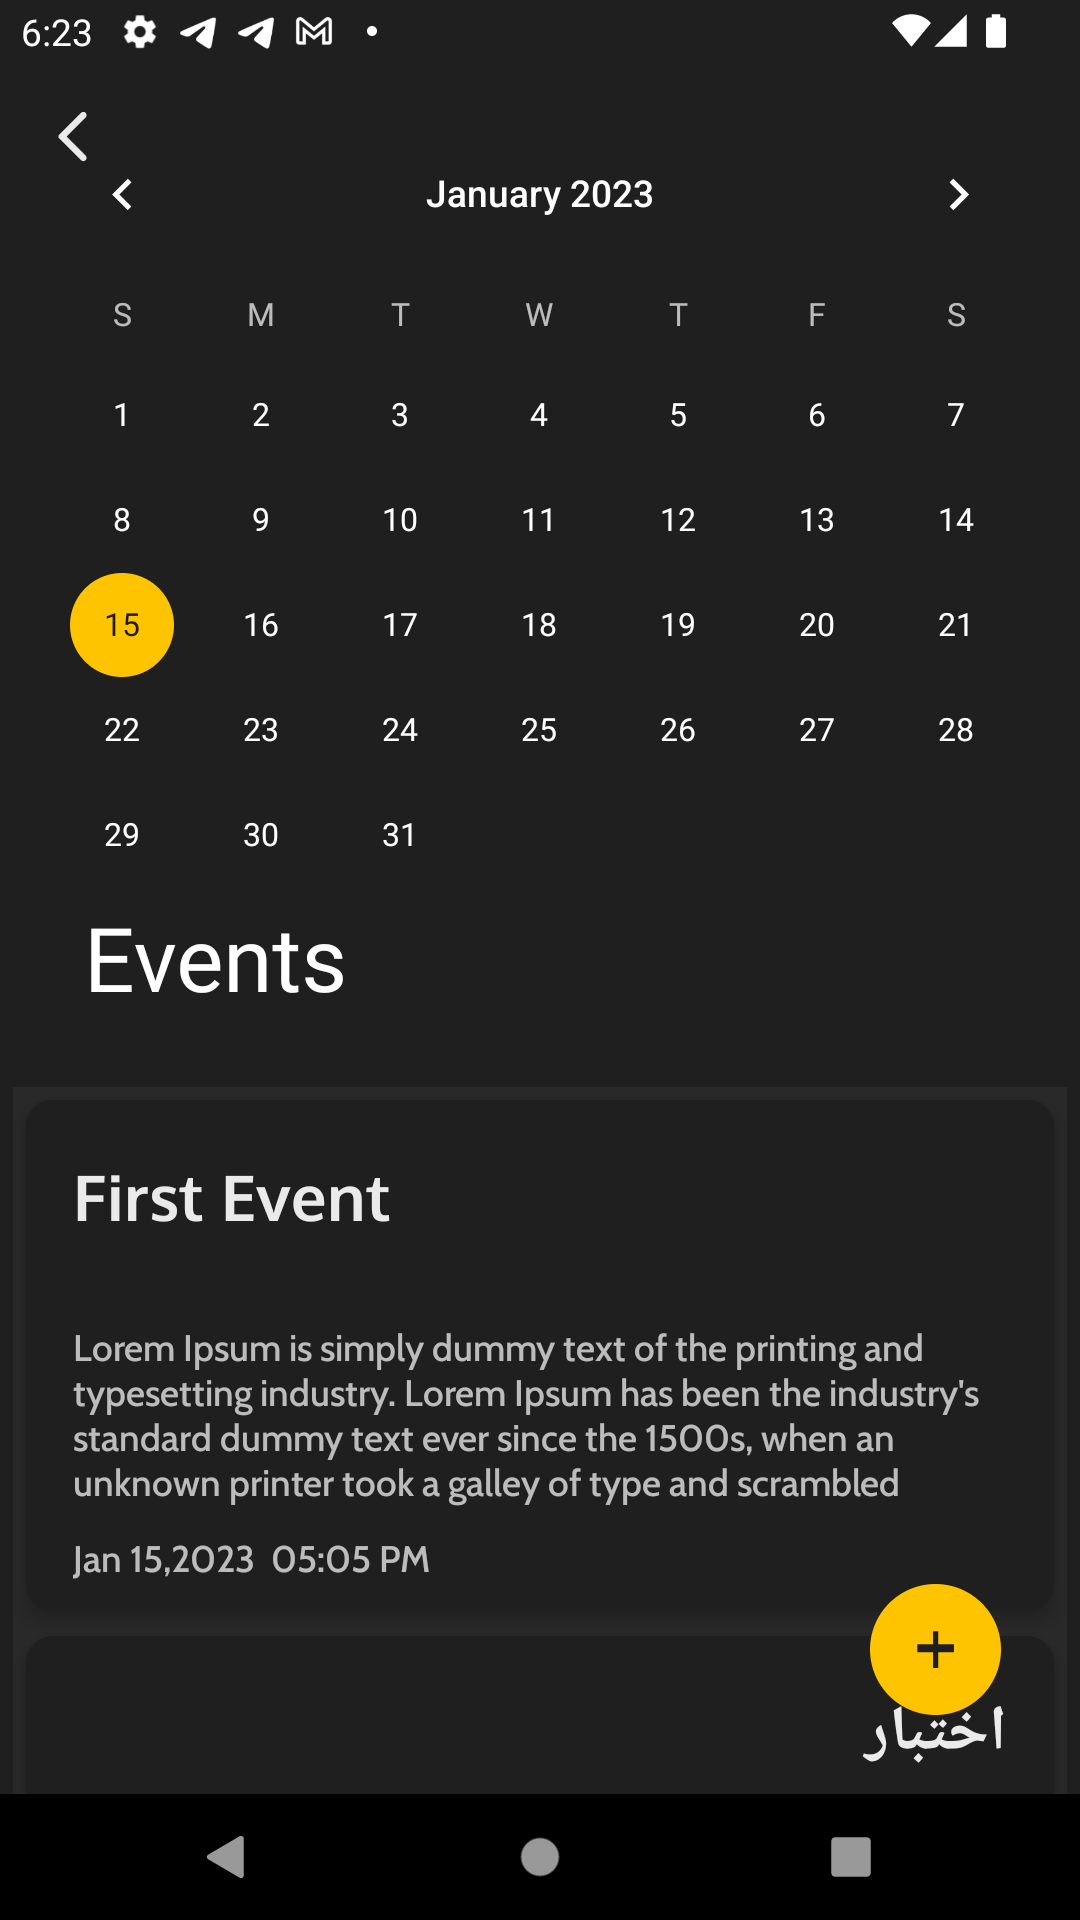 6:23
January 2023
S M T W T F S
1 2 3 4 5 6 7
8 9 10 11 12 13 14
15 16 17 18 19 20 21
22 23 24 25 26 27 28
29 30 31
Events
First Event
Lorem Ipsum is simply dummy text of the printing and
typesetting industry. Lorem Ipsum has been the industry's
standard dummy text ever since the 1500s, when an
unknown printer took a galley of type and scrambled
Jan 15,2023 05:05 PM
اختبار